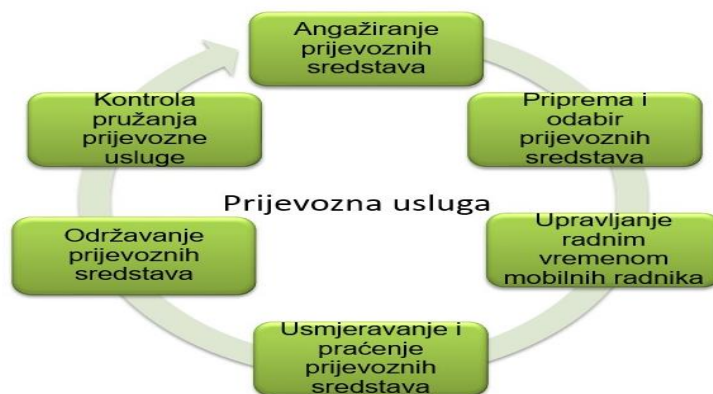 Angažiranje
prijevoznih
sredstava
Priprema i
odabir
prijevoznih
sredstava
Upravljanje
radnim
vremenom
mobilnih radnika
Usmjeravanje i
praćenje
prijevoznih
sredstava
Održavanje
prijevoznih
sredstava
Kontrola
pružanja
prijevozne
usluge
Prijevozna usluga